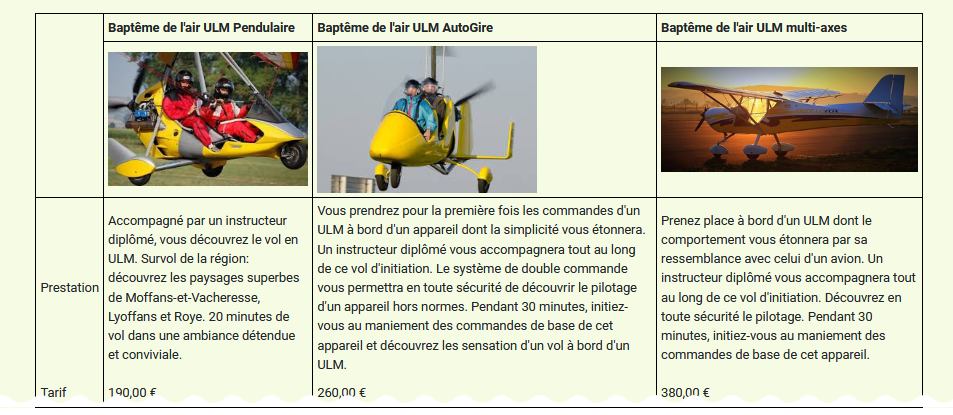 Baptême de l'air ULM Pendulaire
Baptême de l'air ULM AutoGire
Baptême de l'air ULM multi-axes
Prestation
Accompagné par un instructeur
diplômé, vous découvrez le vol en
ULM. Survol de la région:
découvrez les paysages superbes
de Moffans-et-Vacheresse,
Lyoffans et Roye. 20 minutes de
vol dans une ambiance détendue
et conviviale.
Vous prendrez pour la première fois les commandes d'un
ULM à bord d'un appareil dont la simplicité vous étonnera.
Un instructeur diplômé vous accompagnera tout au long
de ce vol d'initiation. Le système de double commande
vous permettra en toute sécurité de découvrir le pilotage
d'un appareil hors normes. Pendant 30 minutes, initiez-
vous au maniement des commandes de base de cet
appareil et découvrez les sensation d'un vol à bord d'un
ULM.
Prenez place à bord d'un ULM dont le
comportement vous étonnera par sa
ressemblance avec celui d'un avion. Un
instructeur diplômé vous accompagnera tout
au long de ce vol d'initiation. Découvrez en
toute sécurité le pilotage. Pendant 30
minutes, initiez-vous au maniement des
commandes de base de cet appareil.
Tarif
190,00 €
260,00 €
380,00 €